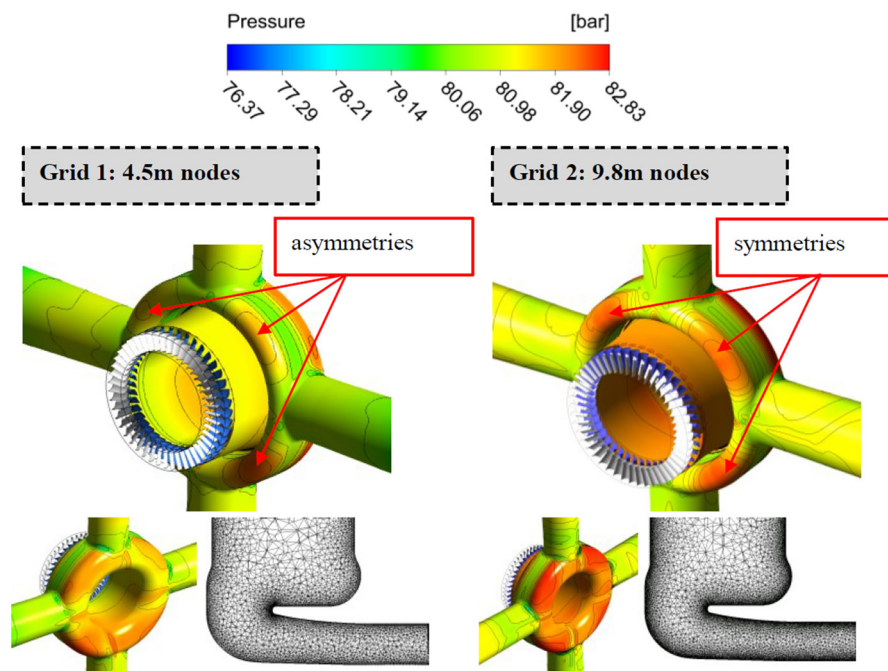 Pressure [bar]
76.37 77.29 78.21 79.14 80.06 80.98 81.90 82.83
Grid 1: 4.5m nodes
Grid 2: 9.8m nodes
asymmetries
symmetries